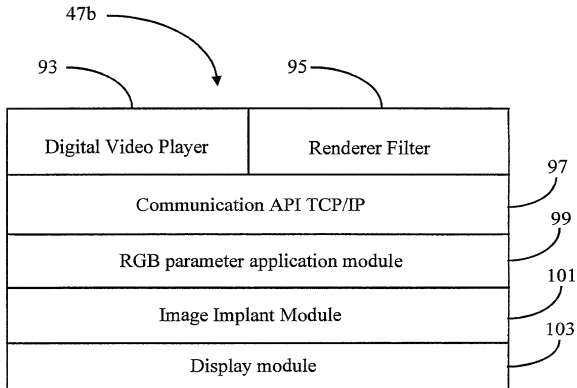 47b
93
95
Digital Video Player
Renderer Filter
97
Communication API TCP/IP
99
RGB parameter application module
101
Image Implant Module
103
Display module